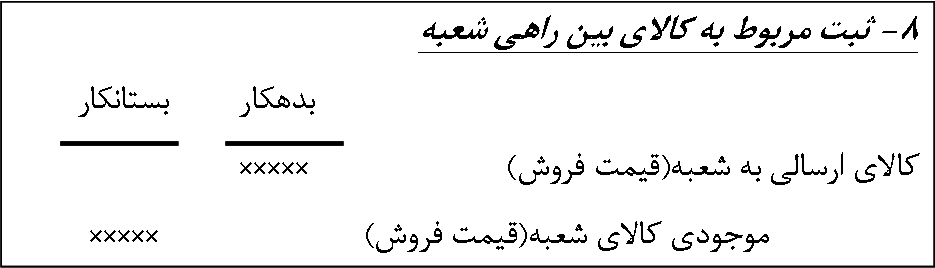 ۸- ثبت مربوط به کالای بین راهی شعبه
بدهکار بستانکار
کالای ارسالی به شعبه(قیمت فروش) ×××××
موجودی کالای شعبه(قیمت فروش) ×××××